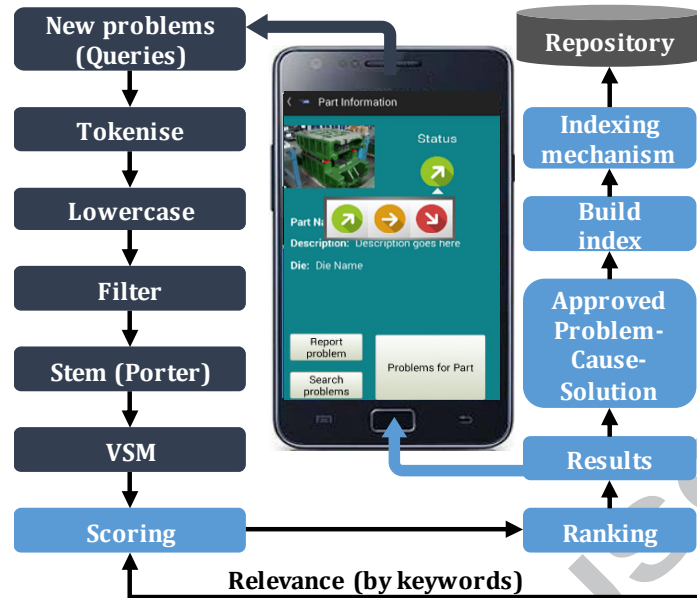 New problems
(Queries)
Tokenise
Lowercase
Filter
Stem (Porter)
VSM
Scoring
Part Information
Status
Part Na
Description: Description goes here
Die: Die Name
Report
problem
Search
problems
Problems for Part
Repository
Indexing
mechanism
Build
index
Approved
Problem-
Cause-
Solution
Results
Ranking
Relevance (by keywords)